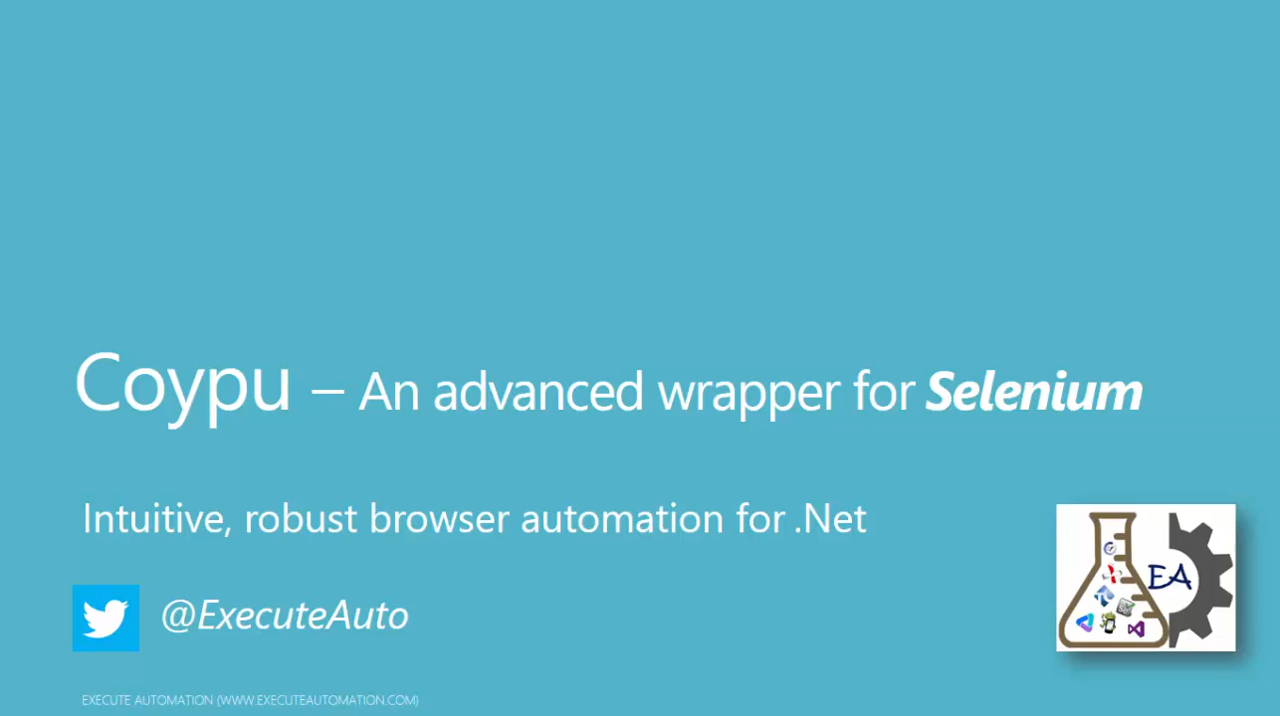 Coypu – An advanced wrapper for Selenium
Intuitive, robust browser automation for .Net
@ExecuteAuto
EA
EXECUTE AUTOMATION (WWW.EXECUTEAUTOMATION.COM)